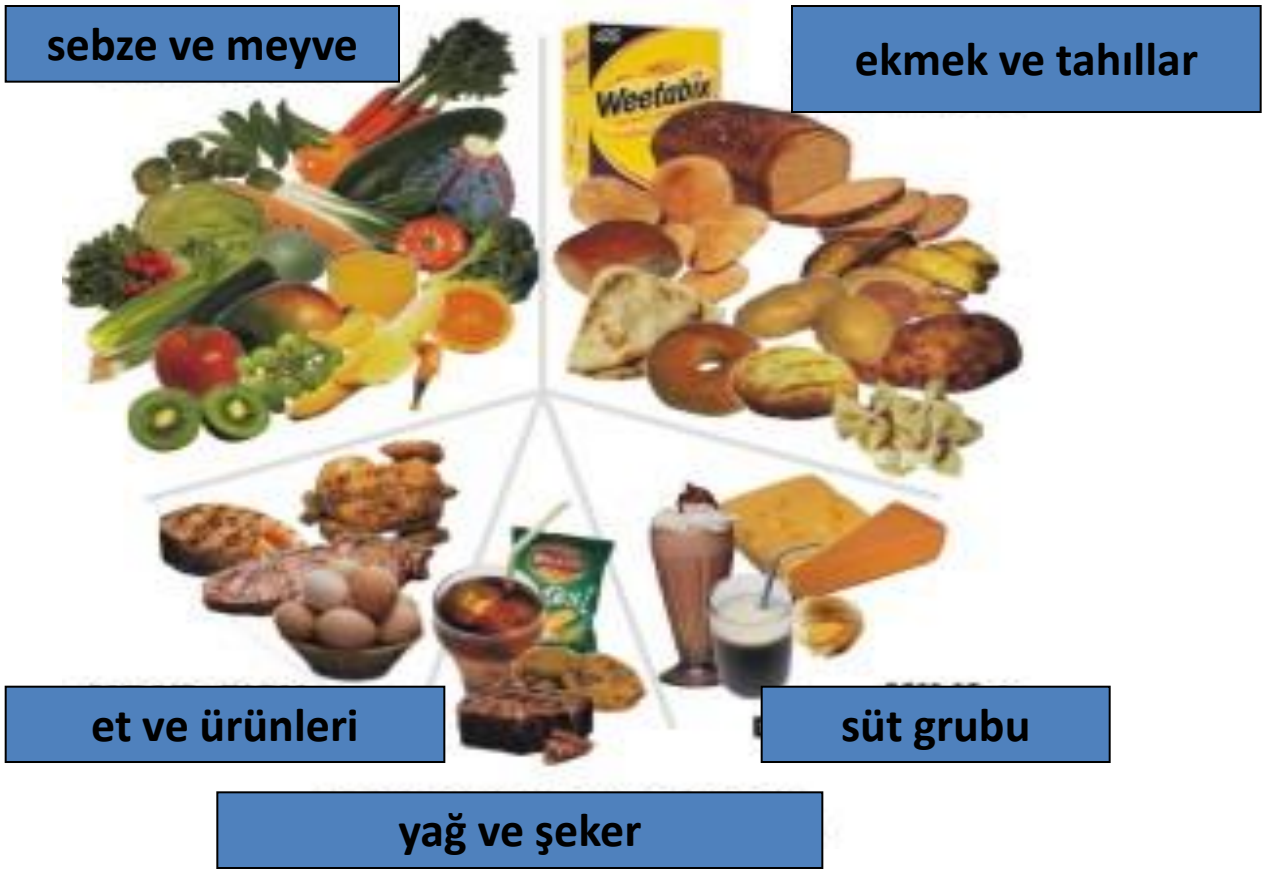 sebze ve meyve
ekmek ve tahıllar
Weetabix
et ve ürünleri
süt grubu
yağ ve şeker